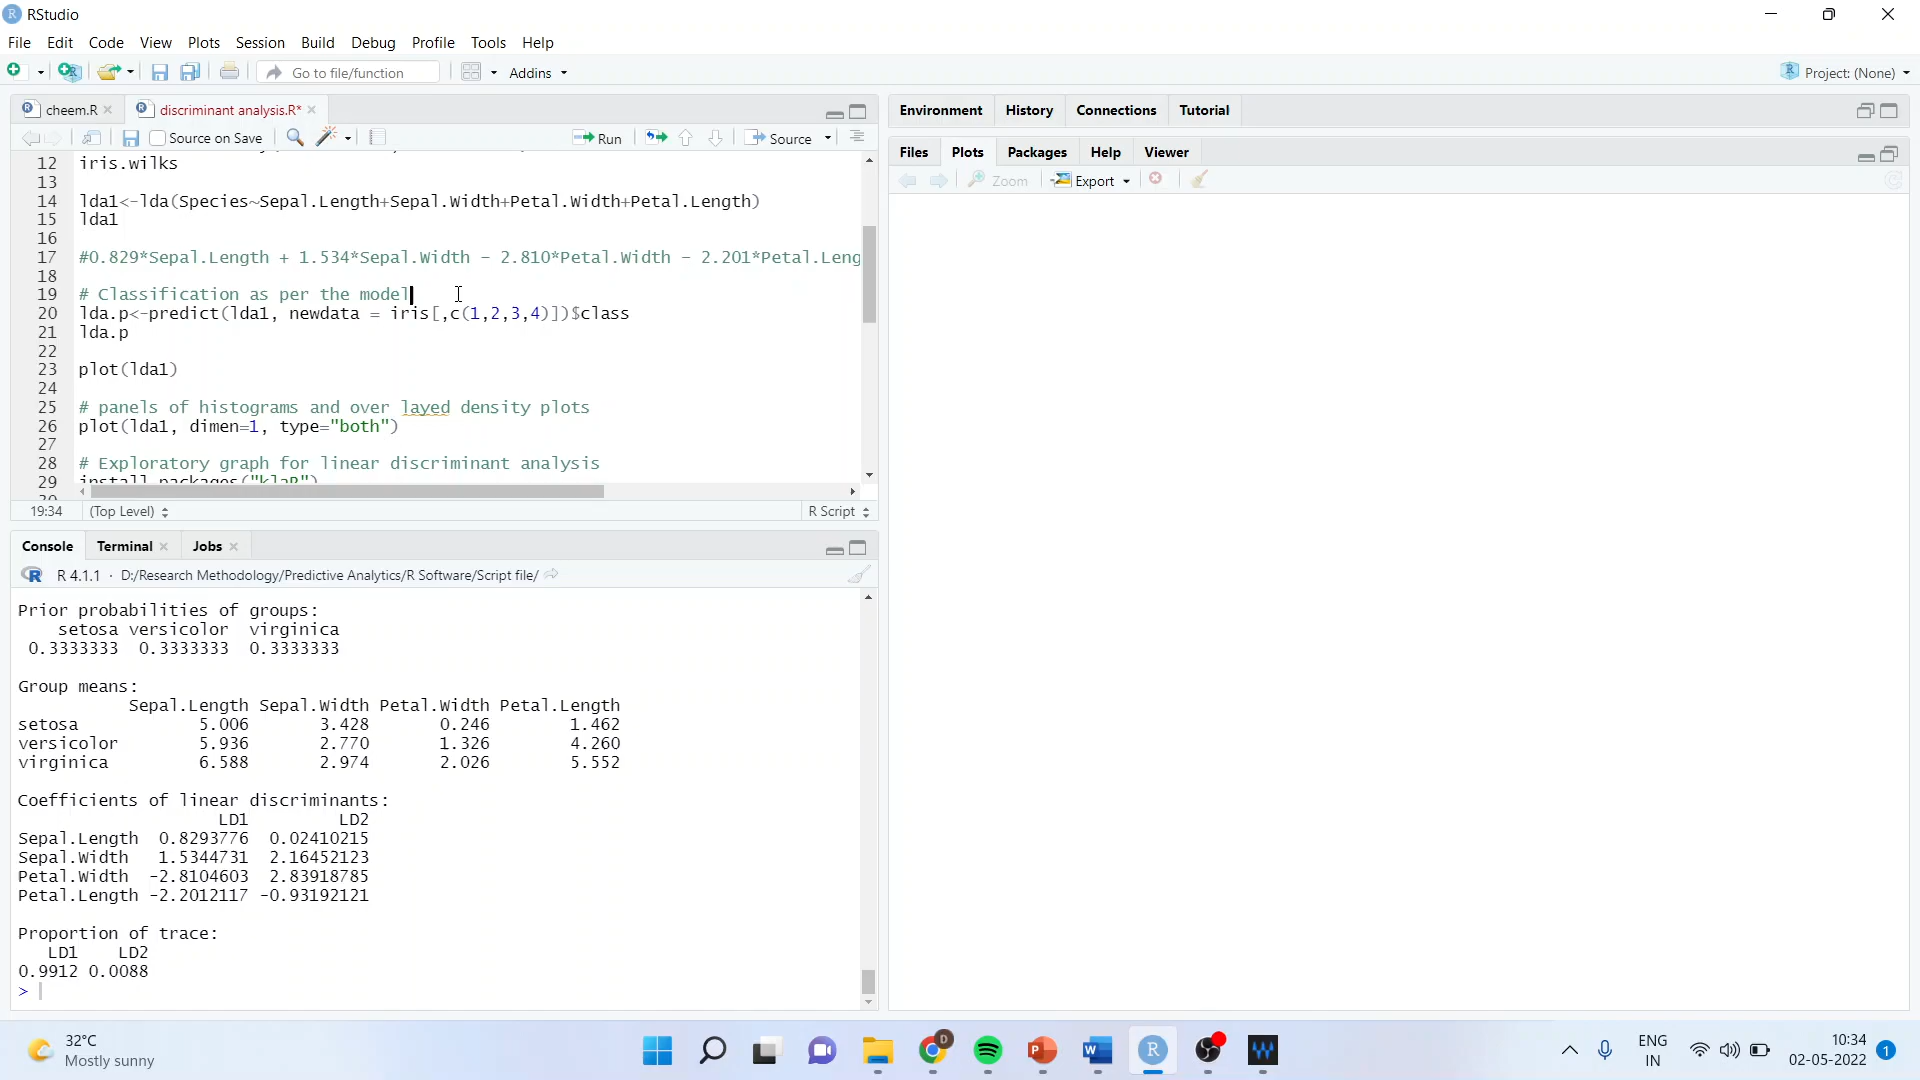 RStudio
File Edit Code View Plots Session Build Debug Profile Tools Help
Go to file/function Addins Project: (None)
cheem.R discriminant analysis.R*
Source on Save Run Source
12 iris.wilks
13
14 lda1<-lda(Species~Sepal.Length+Sepal.Width+Petal.Width+Petal.Length)
15 lda1
16
17 #0.829*Sepal.Length + 1.534*Sepal.Width - 2.810*Petal.Width - 2.201*Petal.Leng
18
19 # Classification as per the model
20 lda.p<-predict(lda1, newdata = iris[,c(1,2,3,4)])$class
21 lda.p
22
23 plot(lda1)
24
25 # panels of histograms and over layed density plots
26 plot(lda1, dimen=1, type="both")
27
28 # Exploratory graph for linear discriminant analysis
29 install.packages("klaR")
30
19:34 (Top Level) R Script
Console Terminal Jobs
R 4.1.1 · D:/Research Methodology/Predictive Analytics/R Software/Script file/
Prior probabilities of groups:
setosa versicolor virginica
0.3333333 0.3333333 0.3333333
Group means:
Sepal.Length Sepal.Width Petal.Width Petal.Length
setosa 5.006 3.428 0.246 1.462
versicolor 5.936 2.770 1.326 4.260
virginica 6.588 2.974 2.026 5.552
Coefficients of linear discriminants:
LD1 LD2
Sepal.Length 0.8293776 0.02410215
Sepal.Width 1.5344731 2.16452123
Petal.Width -2.8104603 2.83918785
Petal.Length -2.2012117 -0.93192121
Proportion of trace:
LD1 LD2
0.9912 0.0088
>
Environment History Connections Tutorial
Files Plots Packages Help Viewer
Zoom Export
32°C
Mostly sunny
ENG
IN
10:34
02-05-2022
1